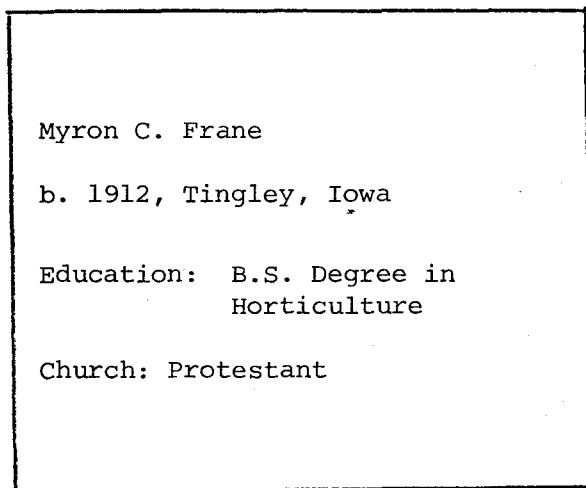 Myron C. Frane
b. 1912, Tingley, Iowa
Education: B.S. Degree in
Horticulture
Church: Protestant